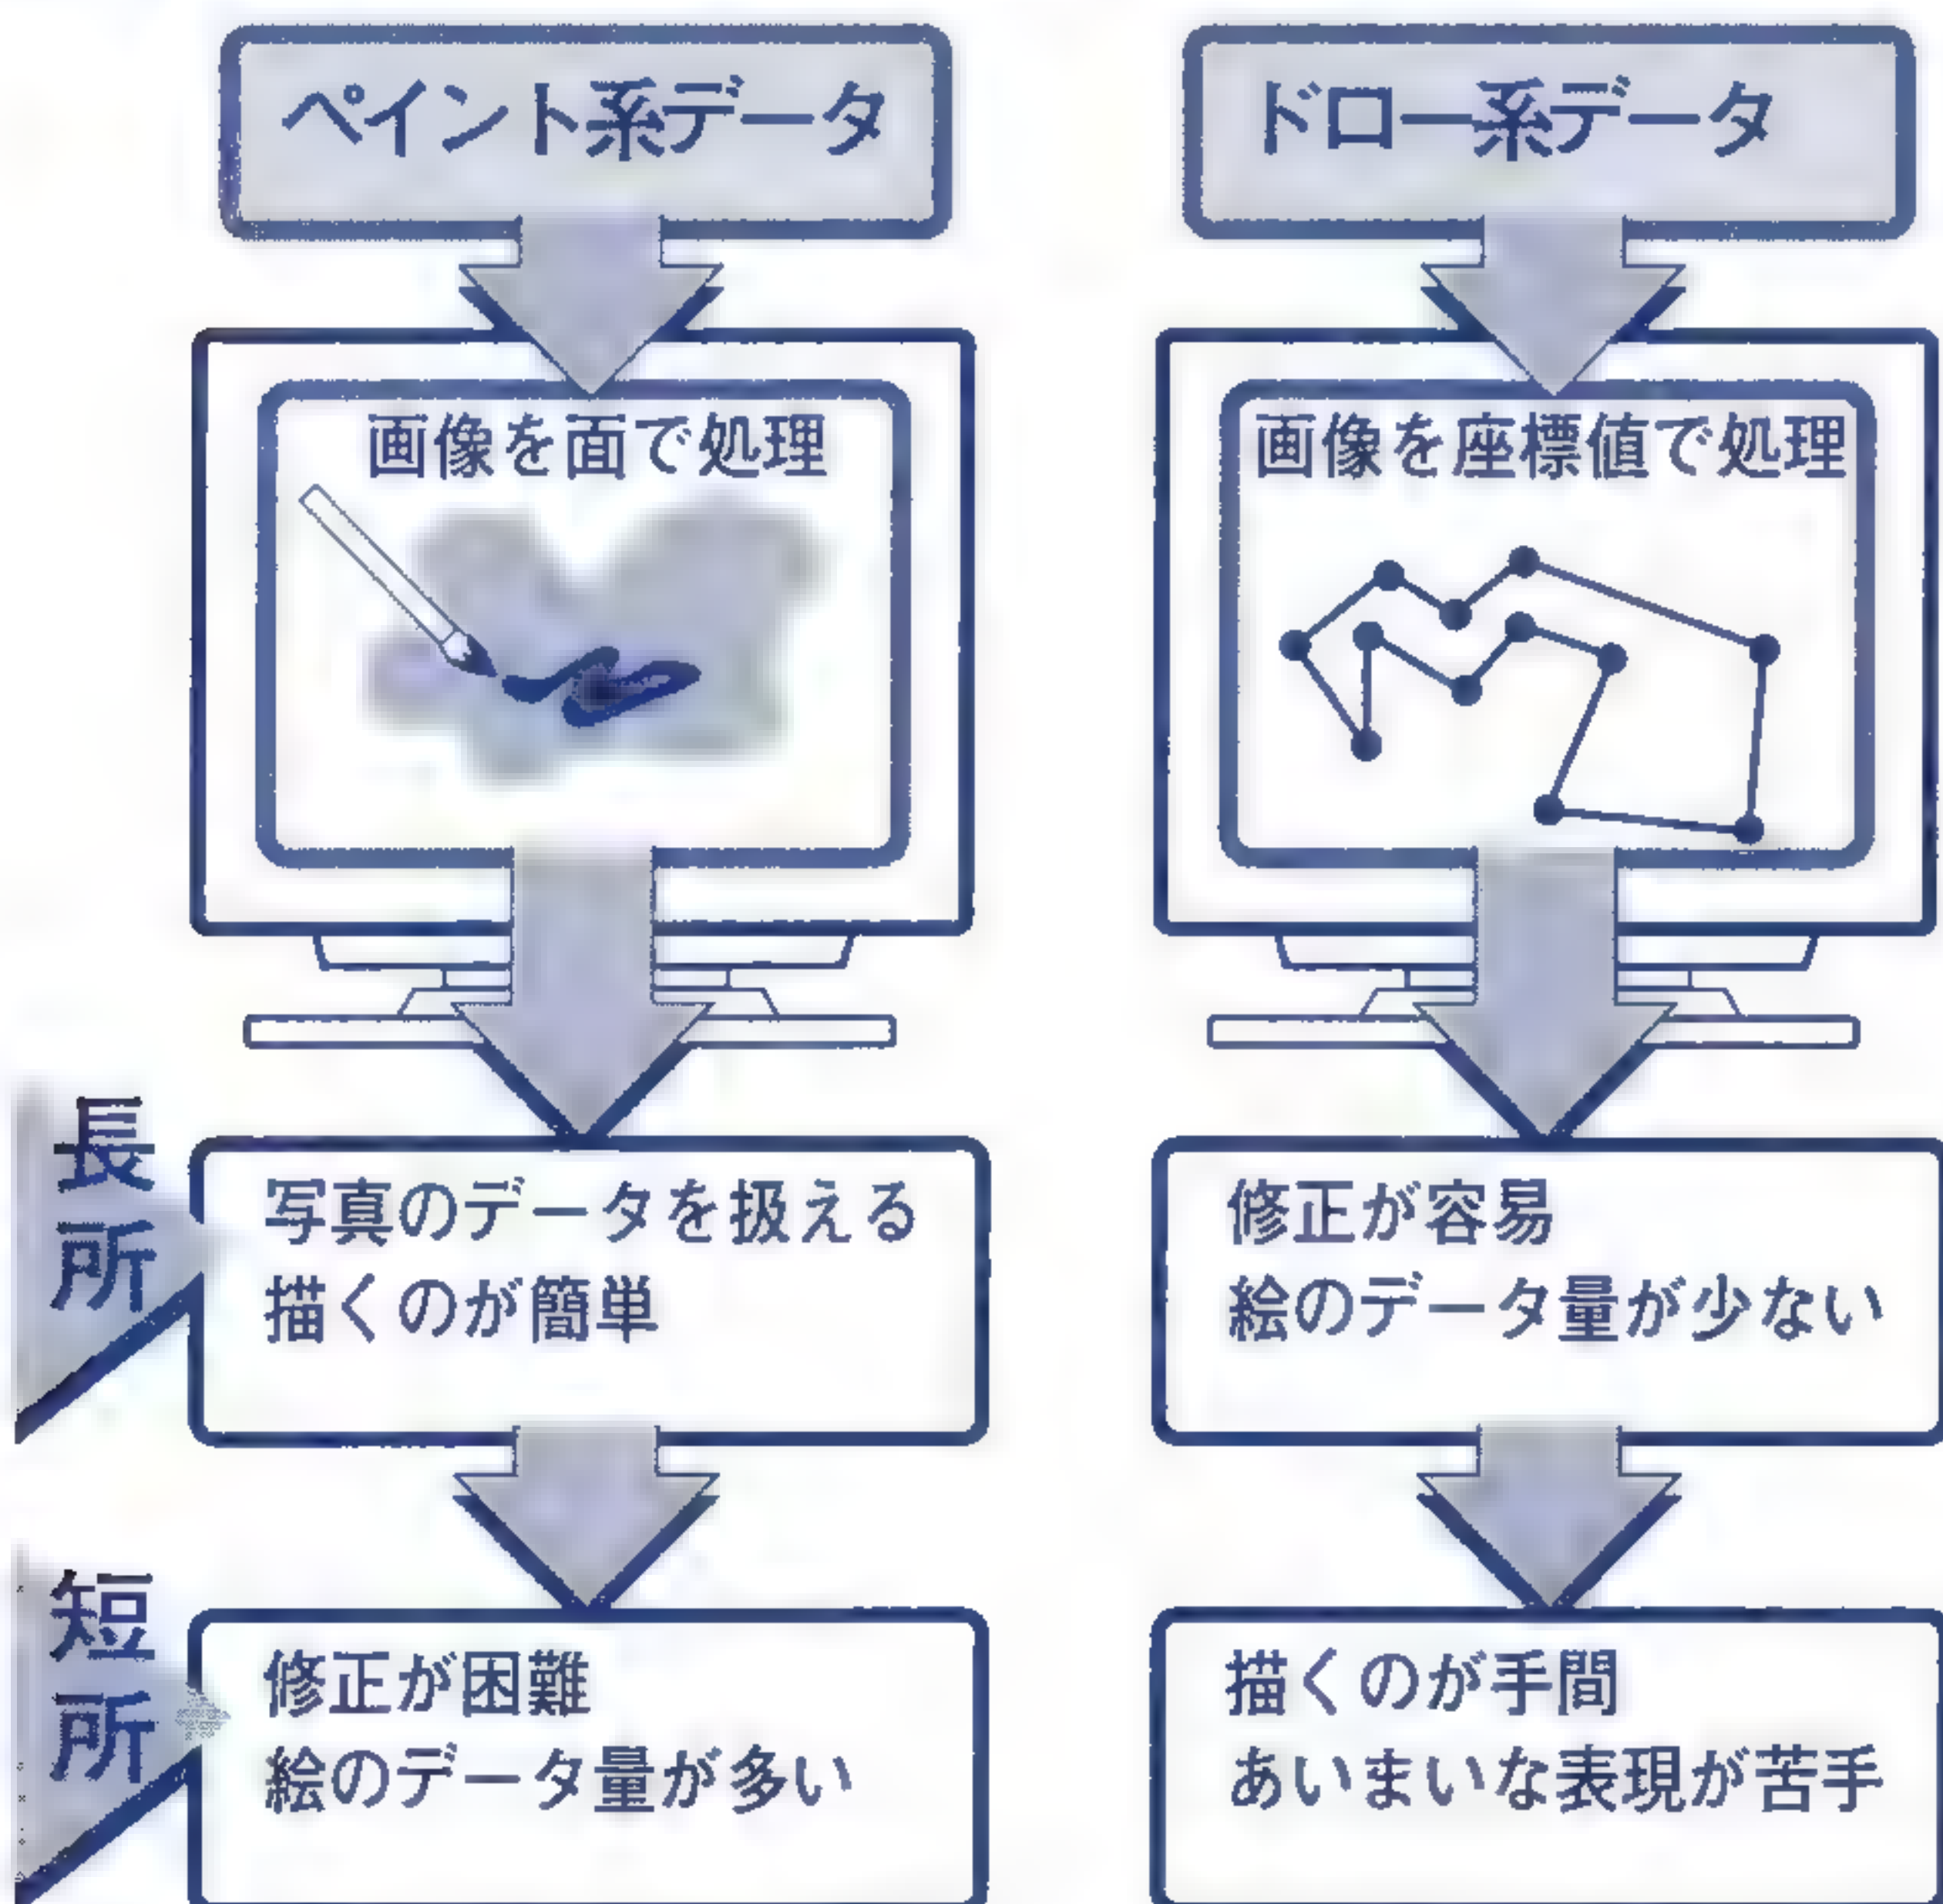 ペイント系データ
画像を面で処理
長所
写真のデータを扱える
描くのが簡単
短所
修正が困難
絵のデータ量が多い
ドロー系データ
画像を座標値で処理
修正が容易
絵のデータ量が少ない
描くのが手間
あいまいな表現が苦手